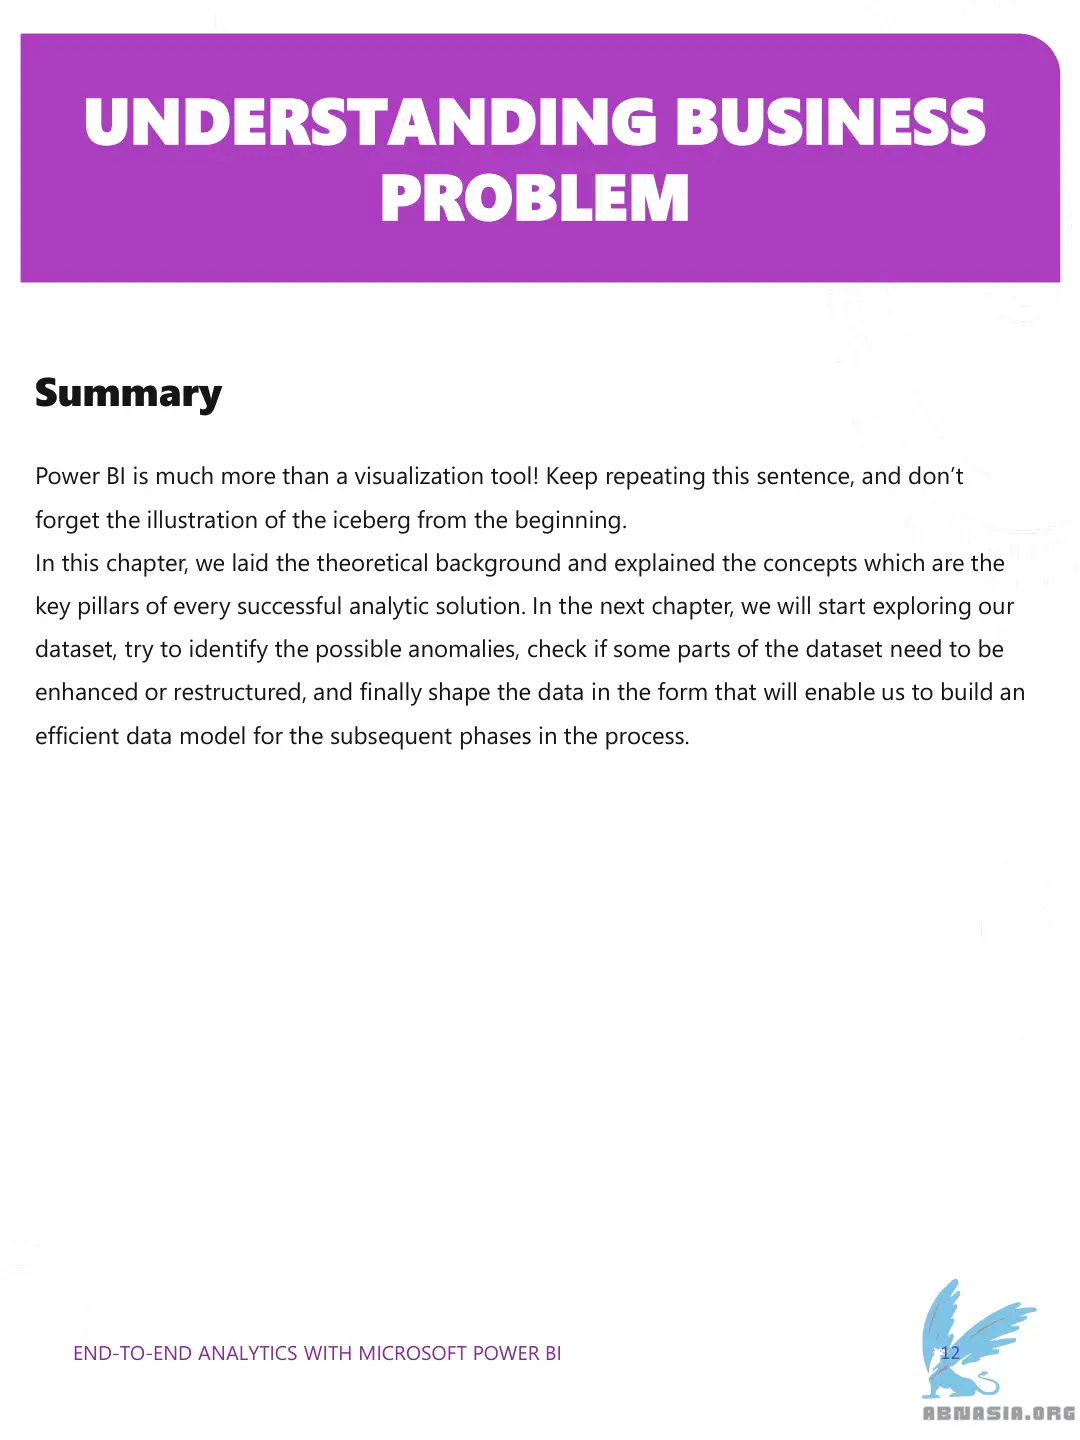 UNDERSTANDING BUSINESS
PROBLEM
Summary
Power BI is much more than a visualization tool! Keep repeating this sentence, and don’t
forget the illustration of the iceberg from the beginning.
In this chapter, we laid the theoretical background and explained the concepts which are the
key pillars of every successful analytic solution. In the next chapter, we will start exploring our
dataset, try to identify the possible anomalies, check if some parts of the dataset need to be
enhanced or restructured, and finally shape the data in the form that will enable us to build an
efficient data model for the subsequent phases in the process.
END-TO-END ANALYTICS WITH MICROSOFT POWER BI
12
ABNASIA.ORG